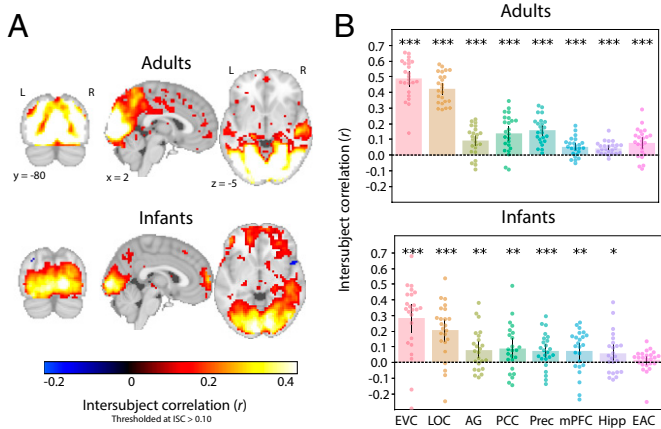 A
Adults
L R L R
y = -80 x = 2 z = -5
Infants
-0.2 0 0.2 0.4
Intersubject correlation (r)
Thresholded at ISC > 0.10
B
Adults
Intersubject correlation (r)
0.7
0.6
0.5
0.4
0.3
0.2
0.1
0.0
-0.1
-0.2
*** *** *** *** *** *** *** ***
Infants
0.7
0.6
0.5
0.4
0.3
0.2
0.1
0.0
-0.1
-0.2
*** *** ** ** *** ** *
EVC LOC AG PCC Prec mPFC Hipp EAC